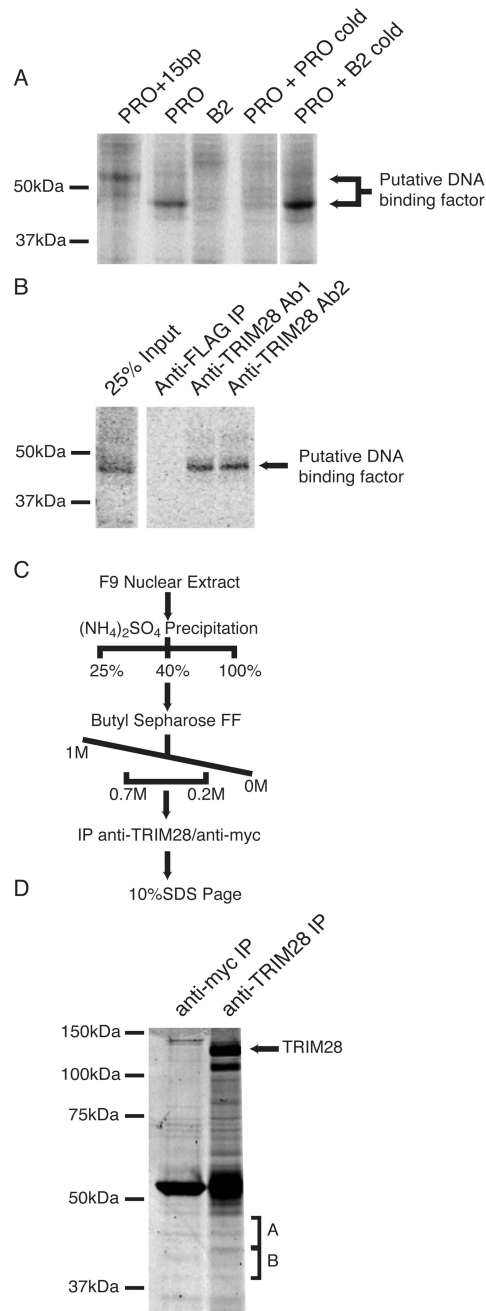 A
PRO+15bp
PRO
B2
PRO + PRO cold
PRO + B2 cold
50kDa
37kDa
Putative DNA
binding factor
B
25% Input
Anti-FLAG IP
Anti-TRIM28 Ab1
Anti-TRIM28 Ab2
50kDa
37kDa
Putative DNA
binding factor
C
F9 Nuclear Extract
(NH4)2SO4 Precipitation
25% 40% 100%
Butyl Sepharose FF
1M
0M
0.7M 0.2M
IP anti-TRIM28/anti-myc
10%SDS Page
D
anti-myc IP
anti-TRIM28 IP
150kDa
TRIM28
100kDa
75kDa
50kDa
A
B
37kDa